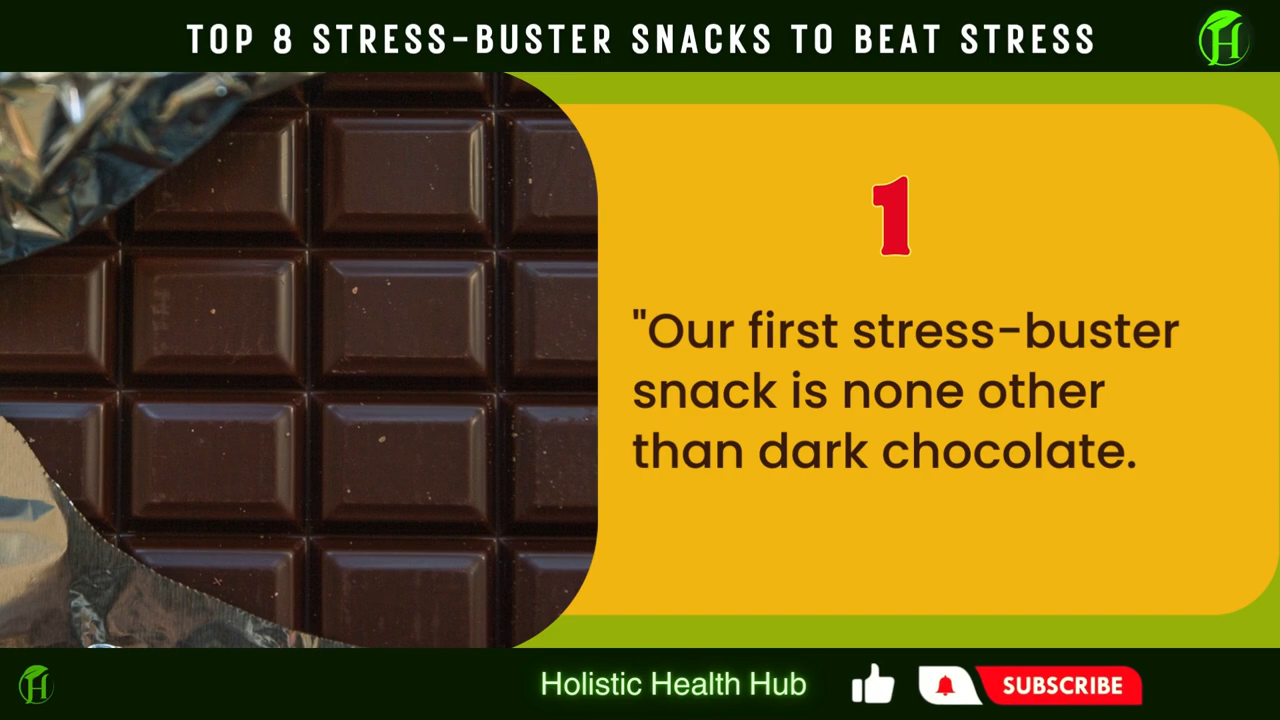 TOP 8 STRESS-BUSTER SNACKS TO BEAT STRESS
H
1
"Our first stress-buster
snack is none other
than dark chocolate.
H
Holistic Health Hub
SUBSCRIBE